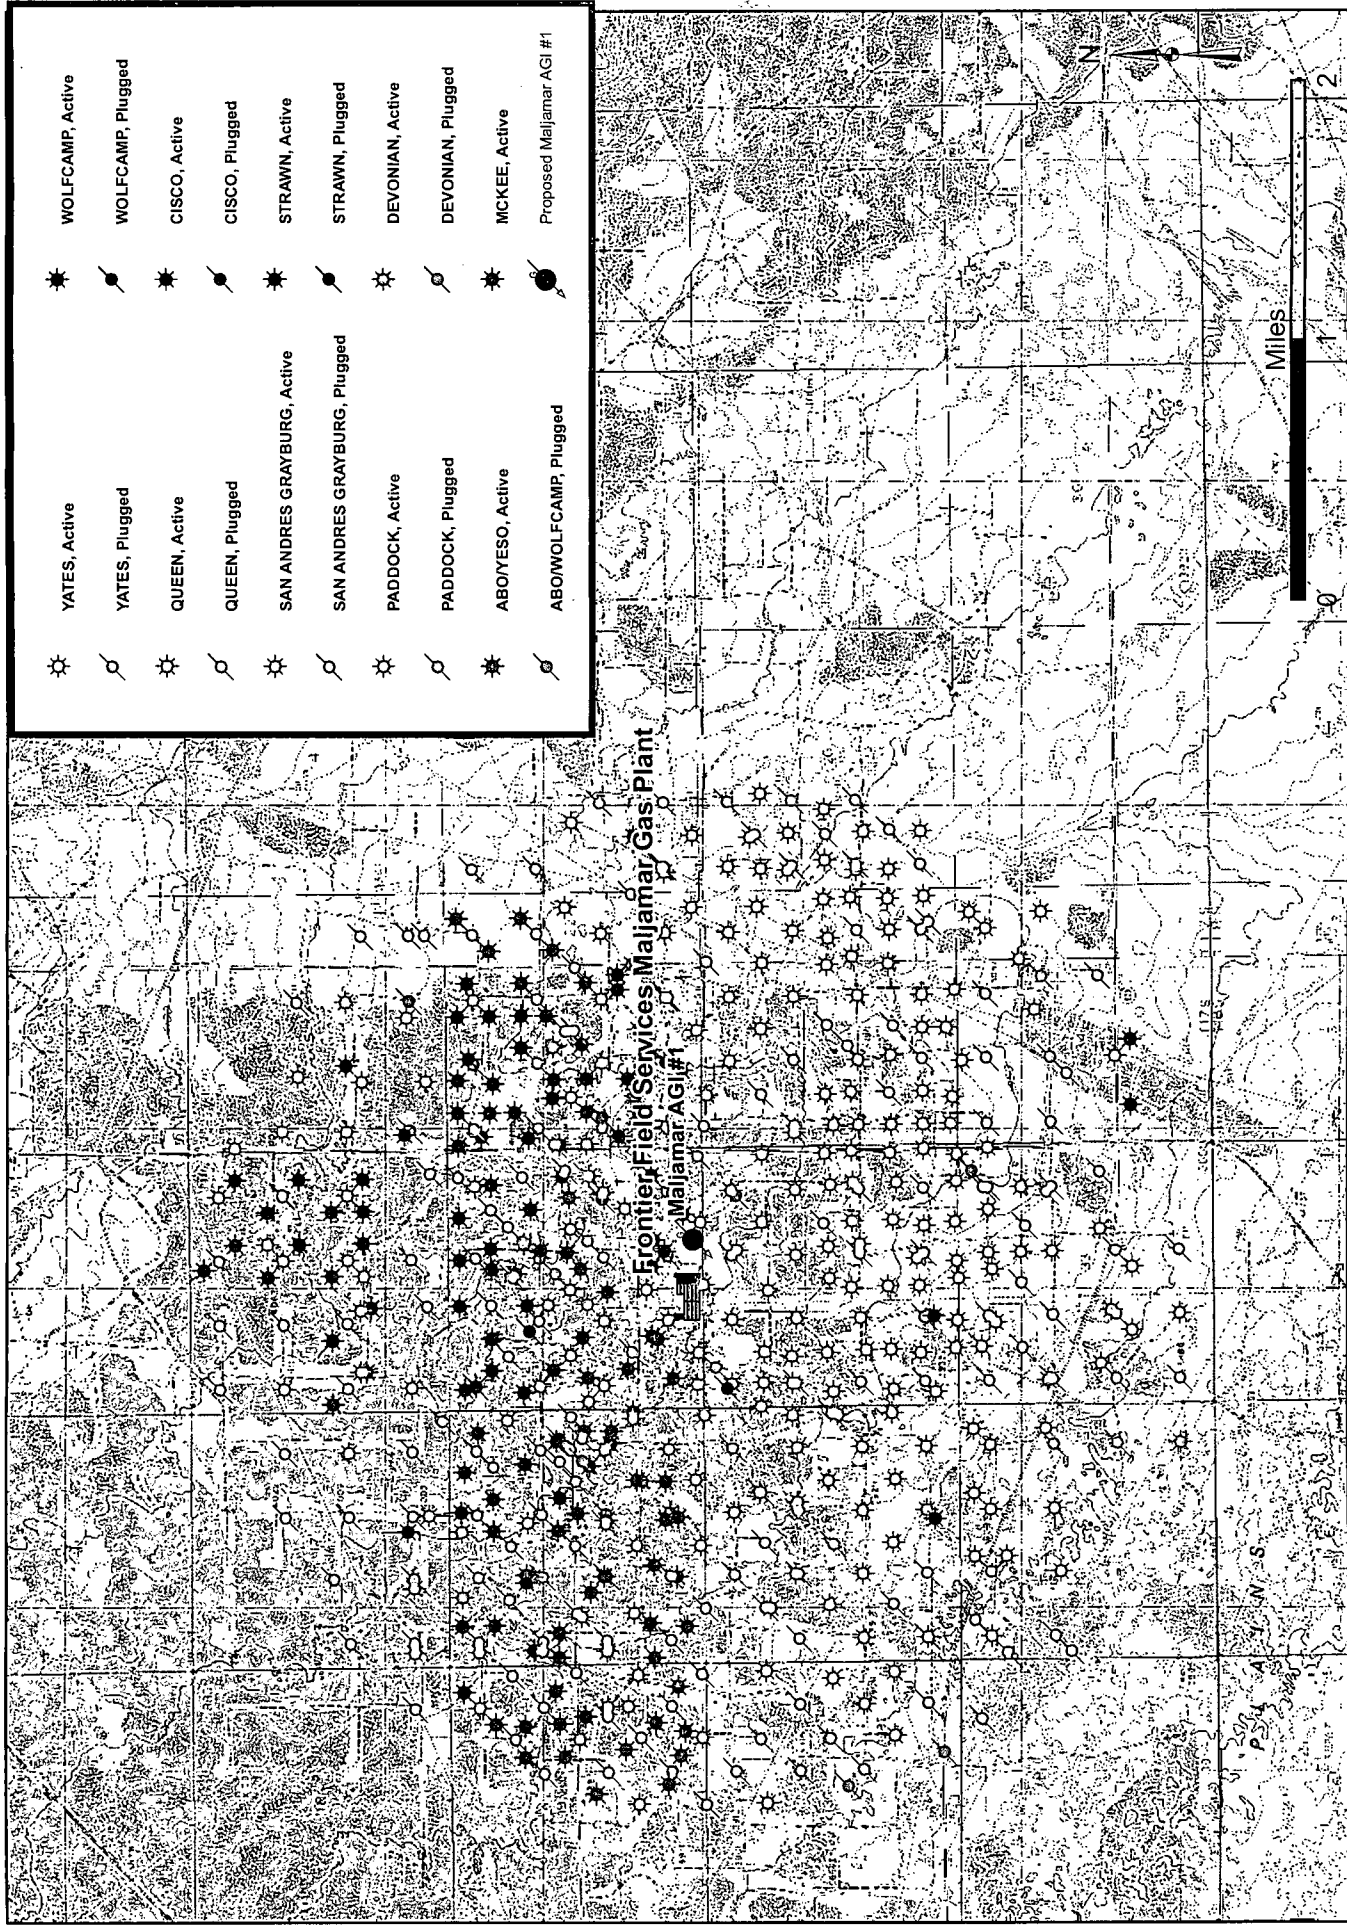 YATES, Active
YATES, Plugged
QUEEN, Active
QUEEN, Plugged
SAN ANDRES GRAYBURG, Active
SAN ANDRES GRAYBURG, Plugged
PADDOCK, Active
PADDOCK, Plugged
ABO/YESO, Active
ABO/WOLFCAMP, Plugged
WOLFCAMP, Active
WOLFCAMP, Plugged
CISCO, Active
CISCO, Plugged
STRAWN, Active
STRAWN, Plugged
DEVONIAN, Active
DEVONIAN, Plugged
MCKEE, Active
Proposed Maljamar AGI #1
Frontier Field Services Maljamar Gas Plant
Maljamar AGI #1
N
Miles
0 1 2
P L A I N S